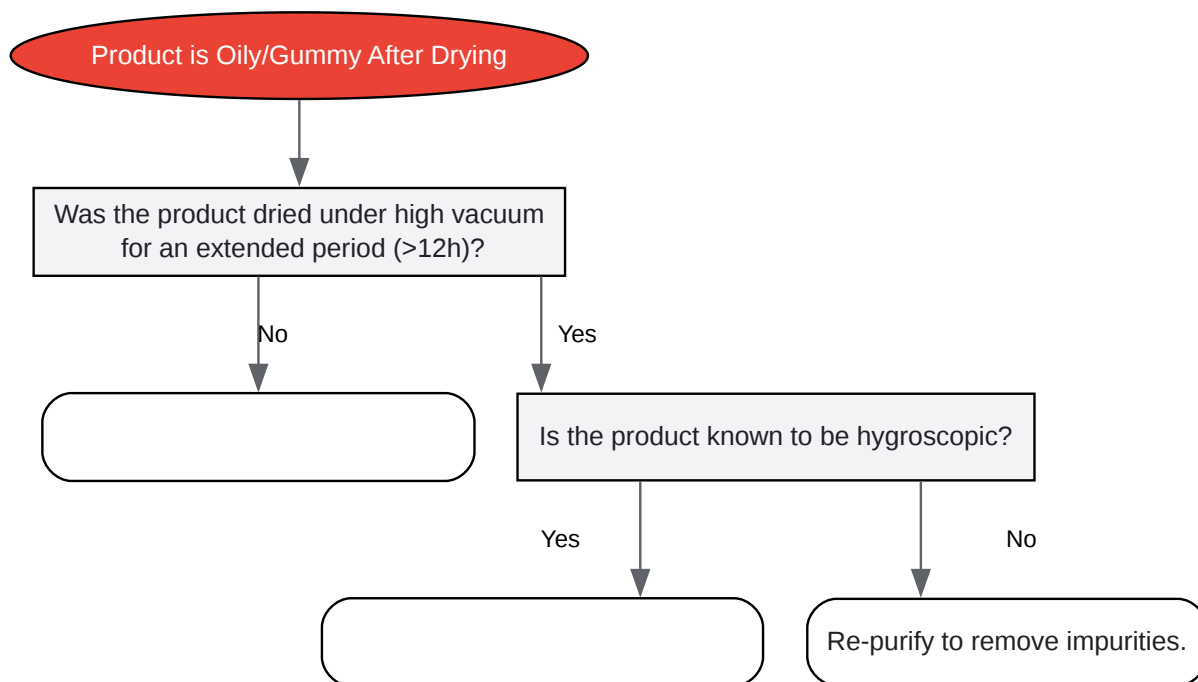 Product is Oily/Gummy After Drying
Was the product dried under high vacuum
for an extended period (>12h)?
No
Yes
Is the product known to be hygroscopic?
Yes
No
Re-purify to remove impurities.